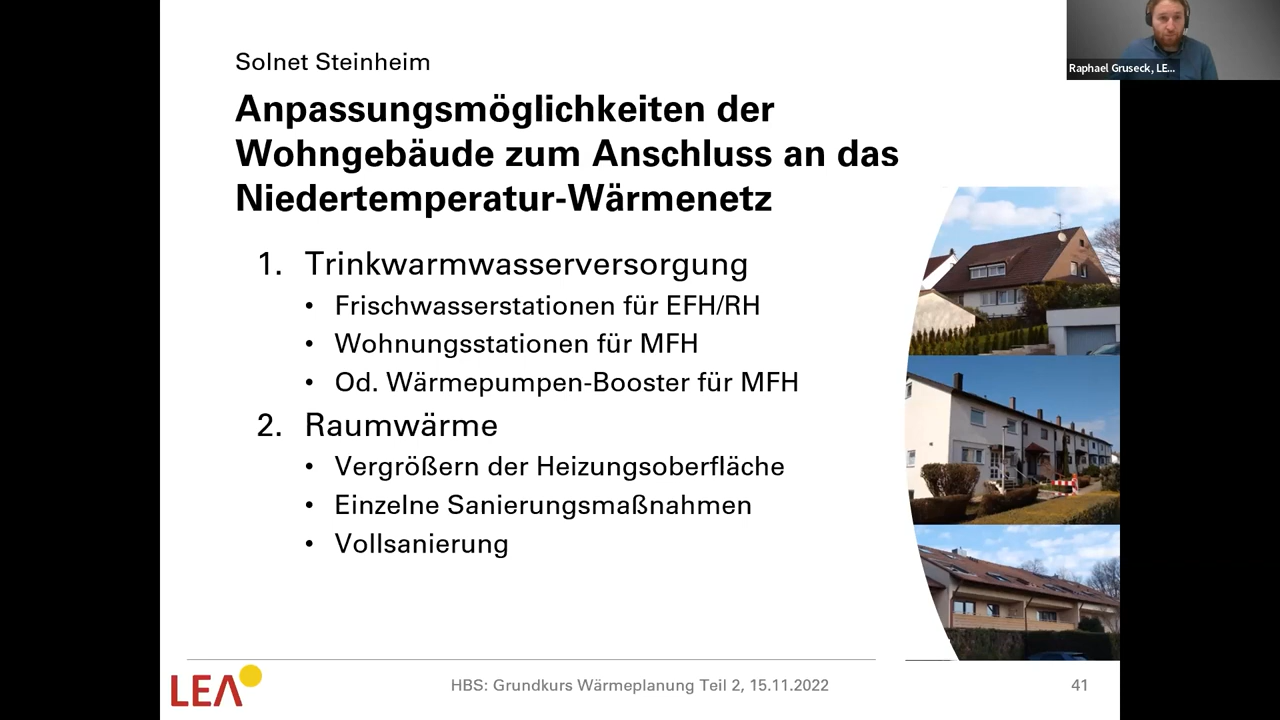 Solnet Steinheim
Raphael Gruseck, LE...
Anpassungsmöglichkeiten der
Wohngebäude zum Anschluss an das
Niedertemperatur-Wärmenetz
1. Trinkwarmwasserversorgung
• Frischwasserstationen für EFH/RH
• Wohnungsstationen für MFH
• Od. Wärmepumpen-Booster für MFH
2. Raumwärme
• Vergrößern der Heizungsoberfläche
• Einzelne Sanierungsmaßnahmen
• Vollsanierung
LEA
HBS: Grundkurs Wärmeplanung Teil 2, 15.11.2022
41